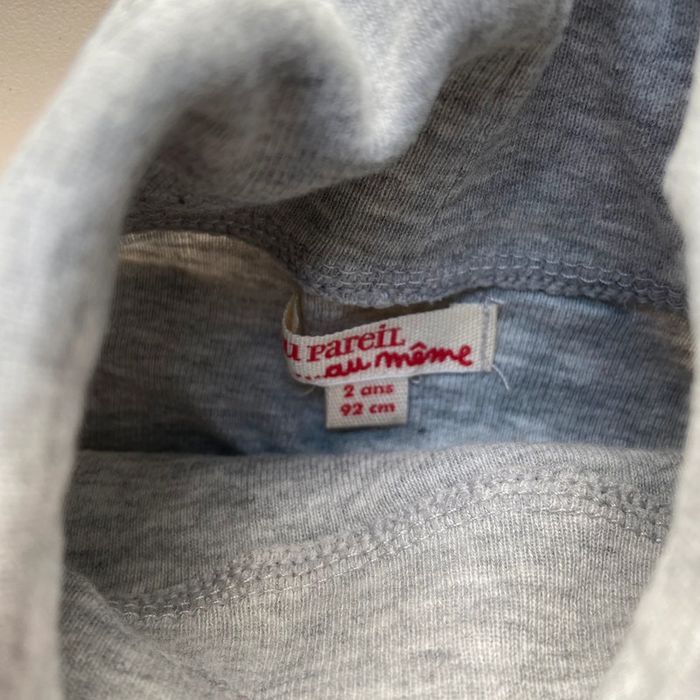 u Pareil
...au même
2 ans
92 cm